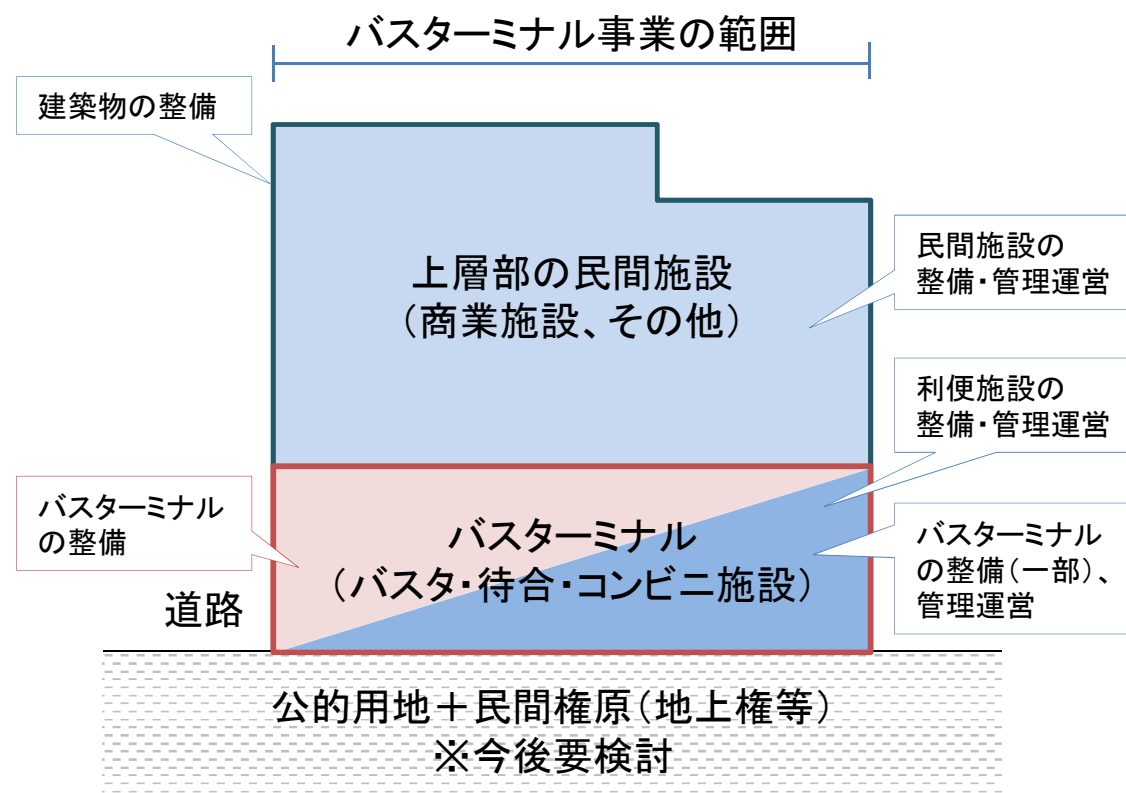 バスターミナル事業の範囲
建築物の整備
上層部の民間施設
（商業施設、その他）
民間施設の
整備・管理運営
利便施設の
整備・管理運営
バスターミナル
の整備
バスターミナル
（バスタ・待合・コンビニ施設）
バスターミナル
の整備（一部）、
管理運営
道路
公的用地＋民間権原（地上権等）
※今後要検討